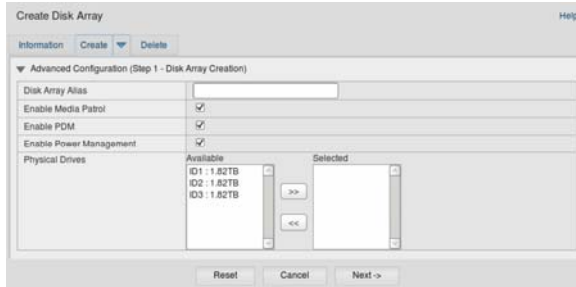 Create Disk Array
Help
Information Create Delete
Advanced Configuration (Step 1 - Disk Array Creation)
Disk Array Alias
Enable Media Patrol
Enable PDM
Enable Power Management
Physical Drives
Available Selected
ID1 : 1.82TB
ID2 : 1.82TB
ID3 : 1.82TB
>>
<<
Reset Cancel Next ->